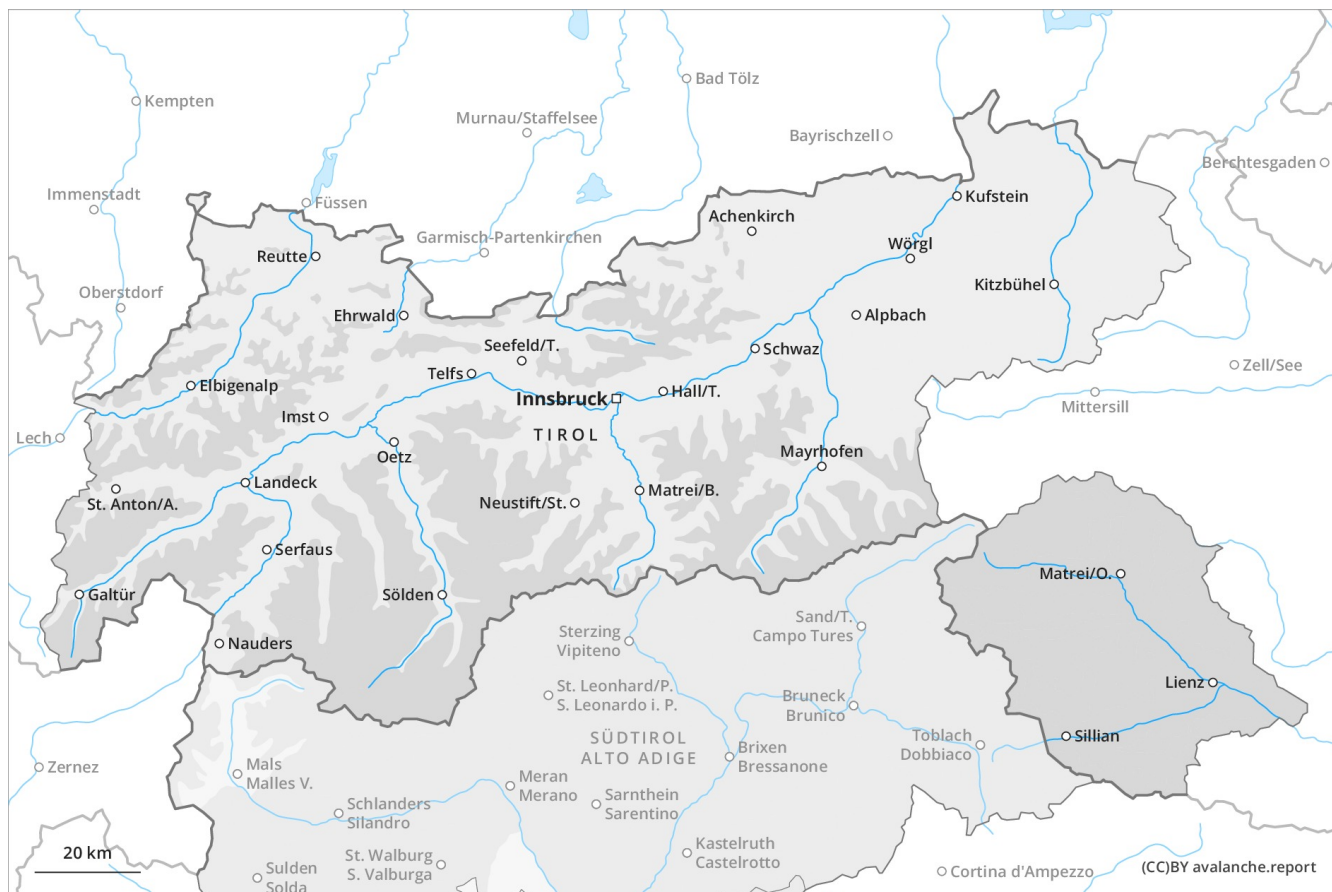 Bad Tölz
Kempten
Murnau/Staffelsee
Bayrischzell
Berchtesgaden
Immenstadt
Füssen
Kufstein
Achenkirch
Garmisch-Partenkirchen
Wörgl
Reutte
Oberstdorf
Kitzbühel
Ehrwald
Alpbach
Seefeld/T.
Schwaz
Telfs
Zell/See
Elbigenalp
Innsbruck
Hall/T.
Mittersill
Imst
TIROL
Lech
Oetz
Mayrhofen
Landeck
St. Anton/A.
Neustift/St.
Matrei/B.
Serfaus
Matrei/O.
Galtür
Sölden
Sand/T.
Campo Tures
Sterzing
Vipiteno
Nauders
St. Leonhard/P.
S. Leonardo i. P.
Lienz
Bruneck
Brunico
SÜDTIROL
ALTO ADIGE
Toblach
Dobbiaco
Sillian
Brixen
Bressanone
Zernez
Mals
Malles V.
Meran
Merano
Sarnthein
Sarentino
Schlanders
Silandro
20 km
St. Walburg
S. Valburga
Kastelruth
Castelrotto
Sulden
Solda
Cortina d'Ampezzo
(CC)BY avalanche.report